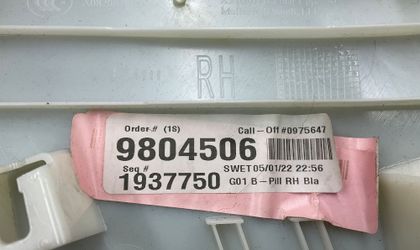 RH
Order# (1S) Call-Off#0975647
9804506
Seq # SWET05/01/22 22:56
1937750 G01 B-Pill RH Bla